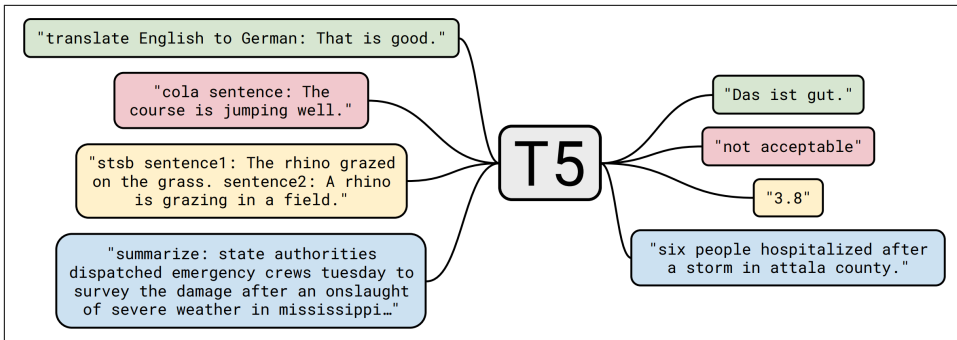 "translate English to German: That is good."
"cola sentence: The
course is jumping well."
"stsb sentence1: The rhino grazed
on the grass. sentence2: A rhino
is grazing in a field."
"summarize: state authorities
dispatched emergency crews tuesday to
survey the damage after an onslaught
of severe weather in mississippi…"
T5
"Das ist gut."
"not acceptable"
"3.8"
"six people hospitalized after
a storm in attala county."